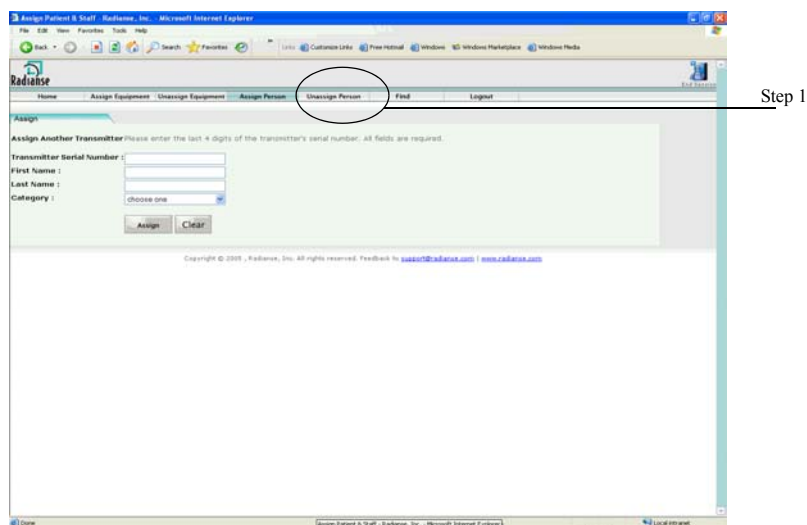 Assign Patient & Staff - Radianse, Inc. - Microsoft Internet Explorer
File Edit View Favorites Tools Help
Back Search Favorites Links Customize Links Free Hotmail Windows Windows Marketplace Windows Media
Radianse
Home Assign Equipment Unassign Equipment Assign Person Unassign Person Find Logout
Step 1
Assign
Assign Another Transmitter Please enter the last 4 digits of the transmitter's serial number. All fields are required.
Transmitter Serial Number :
First Name :
Last Name :
Category : choose one
Assign Clear
Copyright © 2005 , Radianse, Inc. All rights reserved. Feedback to support@radianse.com | www.radianse.com
Done Assign Patient & Staff - Radianse, Inc. - Microsoft Internet Explorer Local intranet